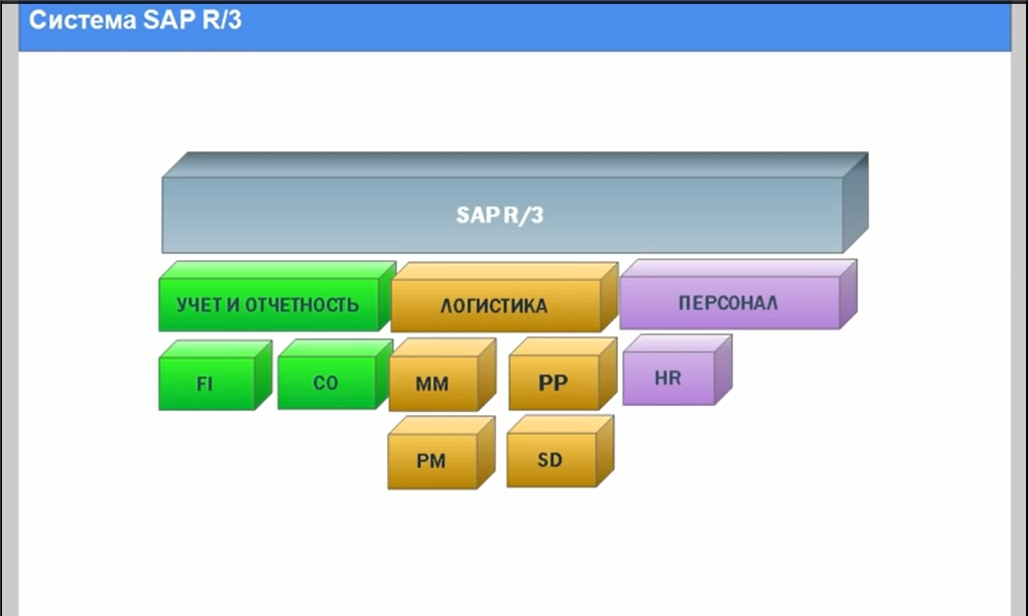 Система SAP R/3
SAP R/3
УЧЕТ И ОТЧЕТНОСТЬ
ЛОГИСТИКА
ПЕРСОНАЛ
FI
CO
MM
PP
HR
PM
SD